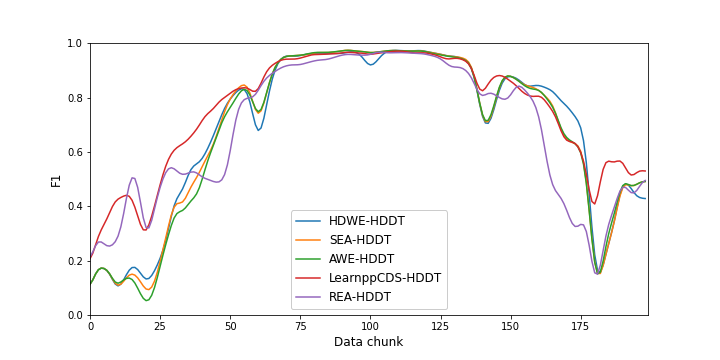 1.0
0.8
0.6
0.4
0.2
0.0
F1
HDWE-HDDT
SEA-HDDT
AWE-HDDT
LearnppCDS-HDDT
REA-HDDT
0 25 50 75 100 125 150 175
Data chunk